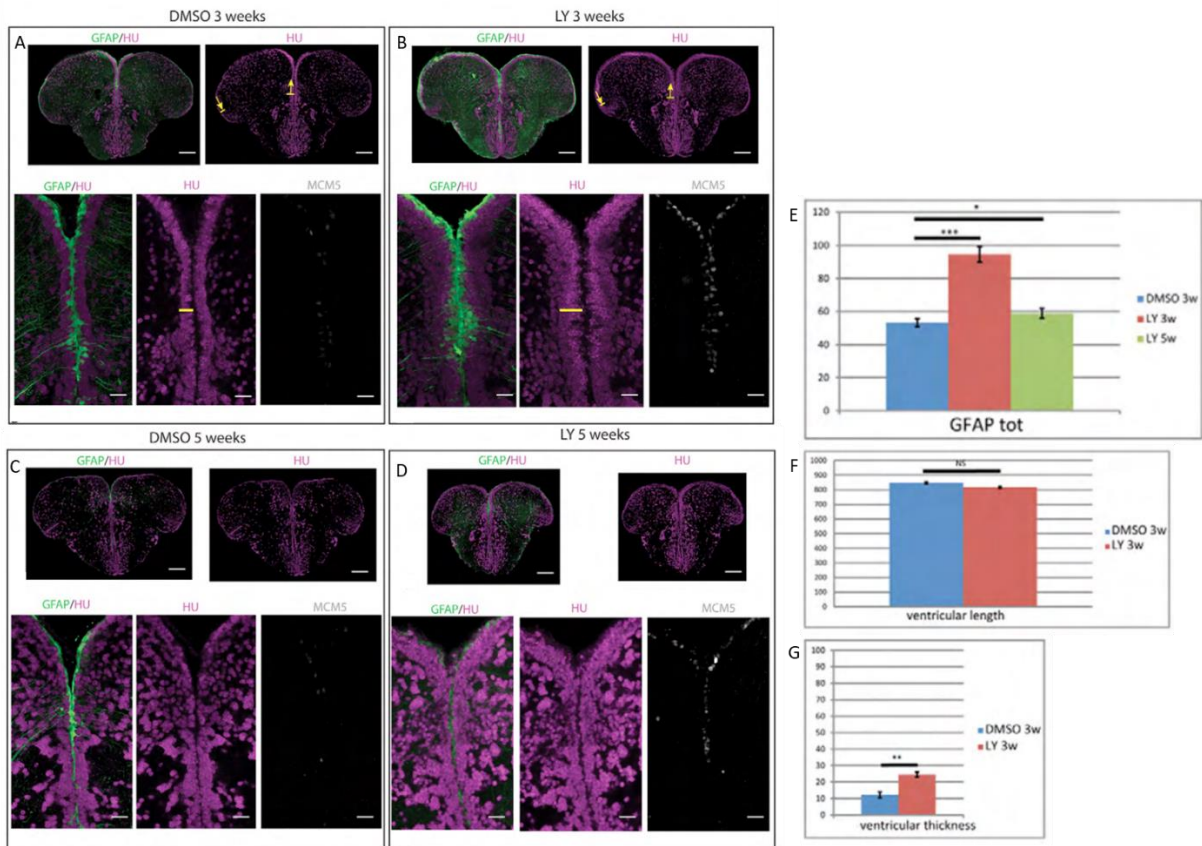 DMSO 3 weeks
LY 3 weeks
A
GFAP/HU
HU
B
GFAP/HU
HU
GFAP/HU
HU
MCM5
GFAP/HU
HU
MCM5
DMSO 5 weeks
LY 5 weeks
C
GFAP/HU
HU
D
GFAP/HU
HU
GFAP/HU
HU
MCM5
GFAP/HU
HU
MCM5
E
120
100
80
60
40
20
0
*
***
DMSO 3w
LY 3w
LY 5w
GFAP tot
F
1000
900
800
700
600
500
400
300
200
100
0
NS
DMSO 3w
LY 3w
ventricular length
G
100
90
80
70
60
50
40
30
20
10
0
**
DMSO 3w
LY 3w
ventricular thickness